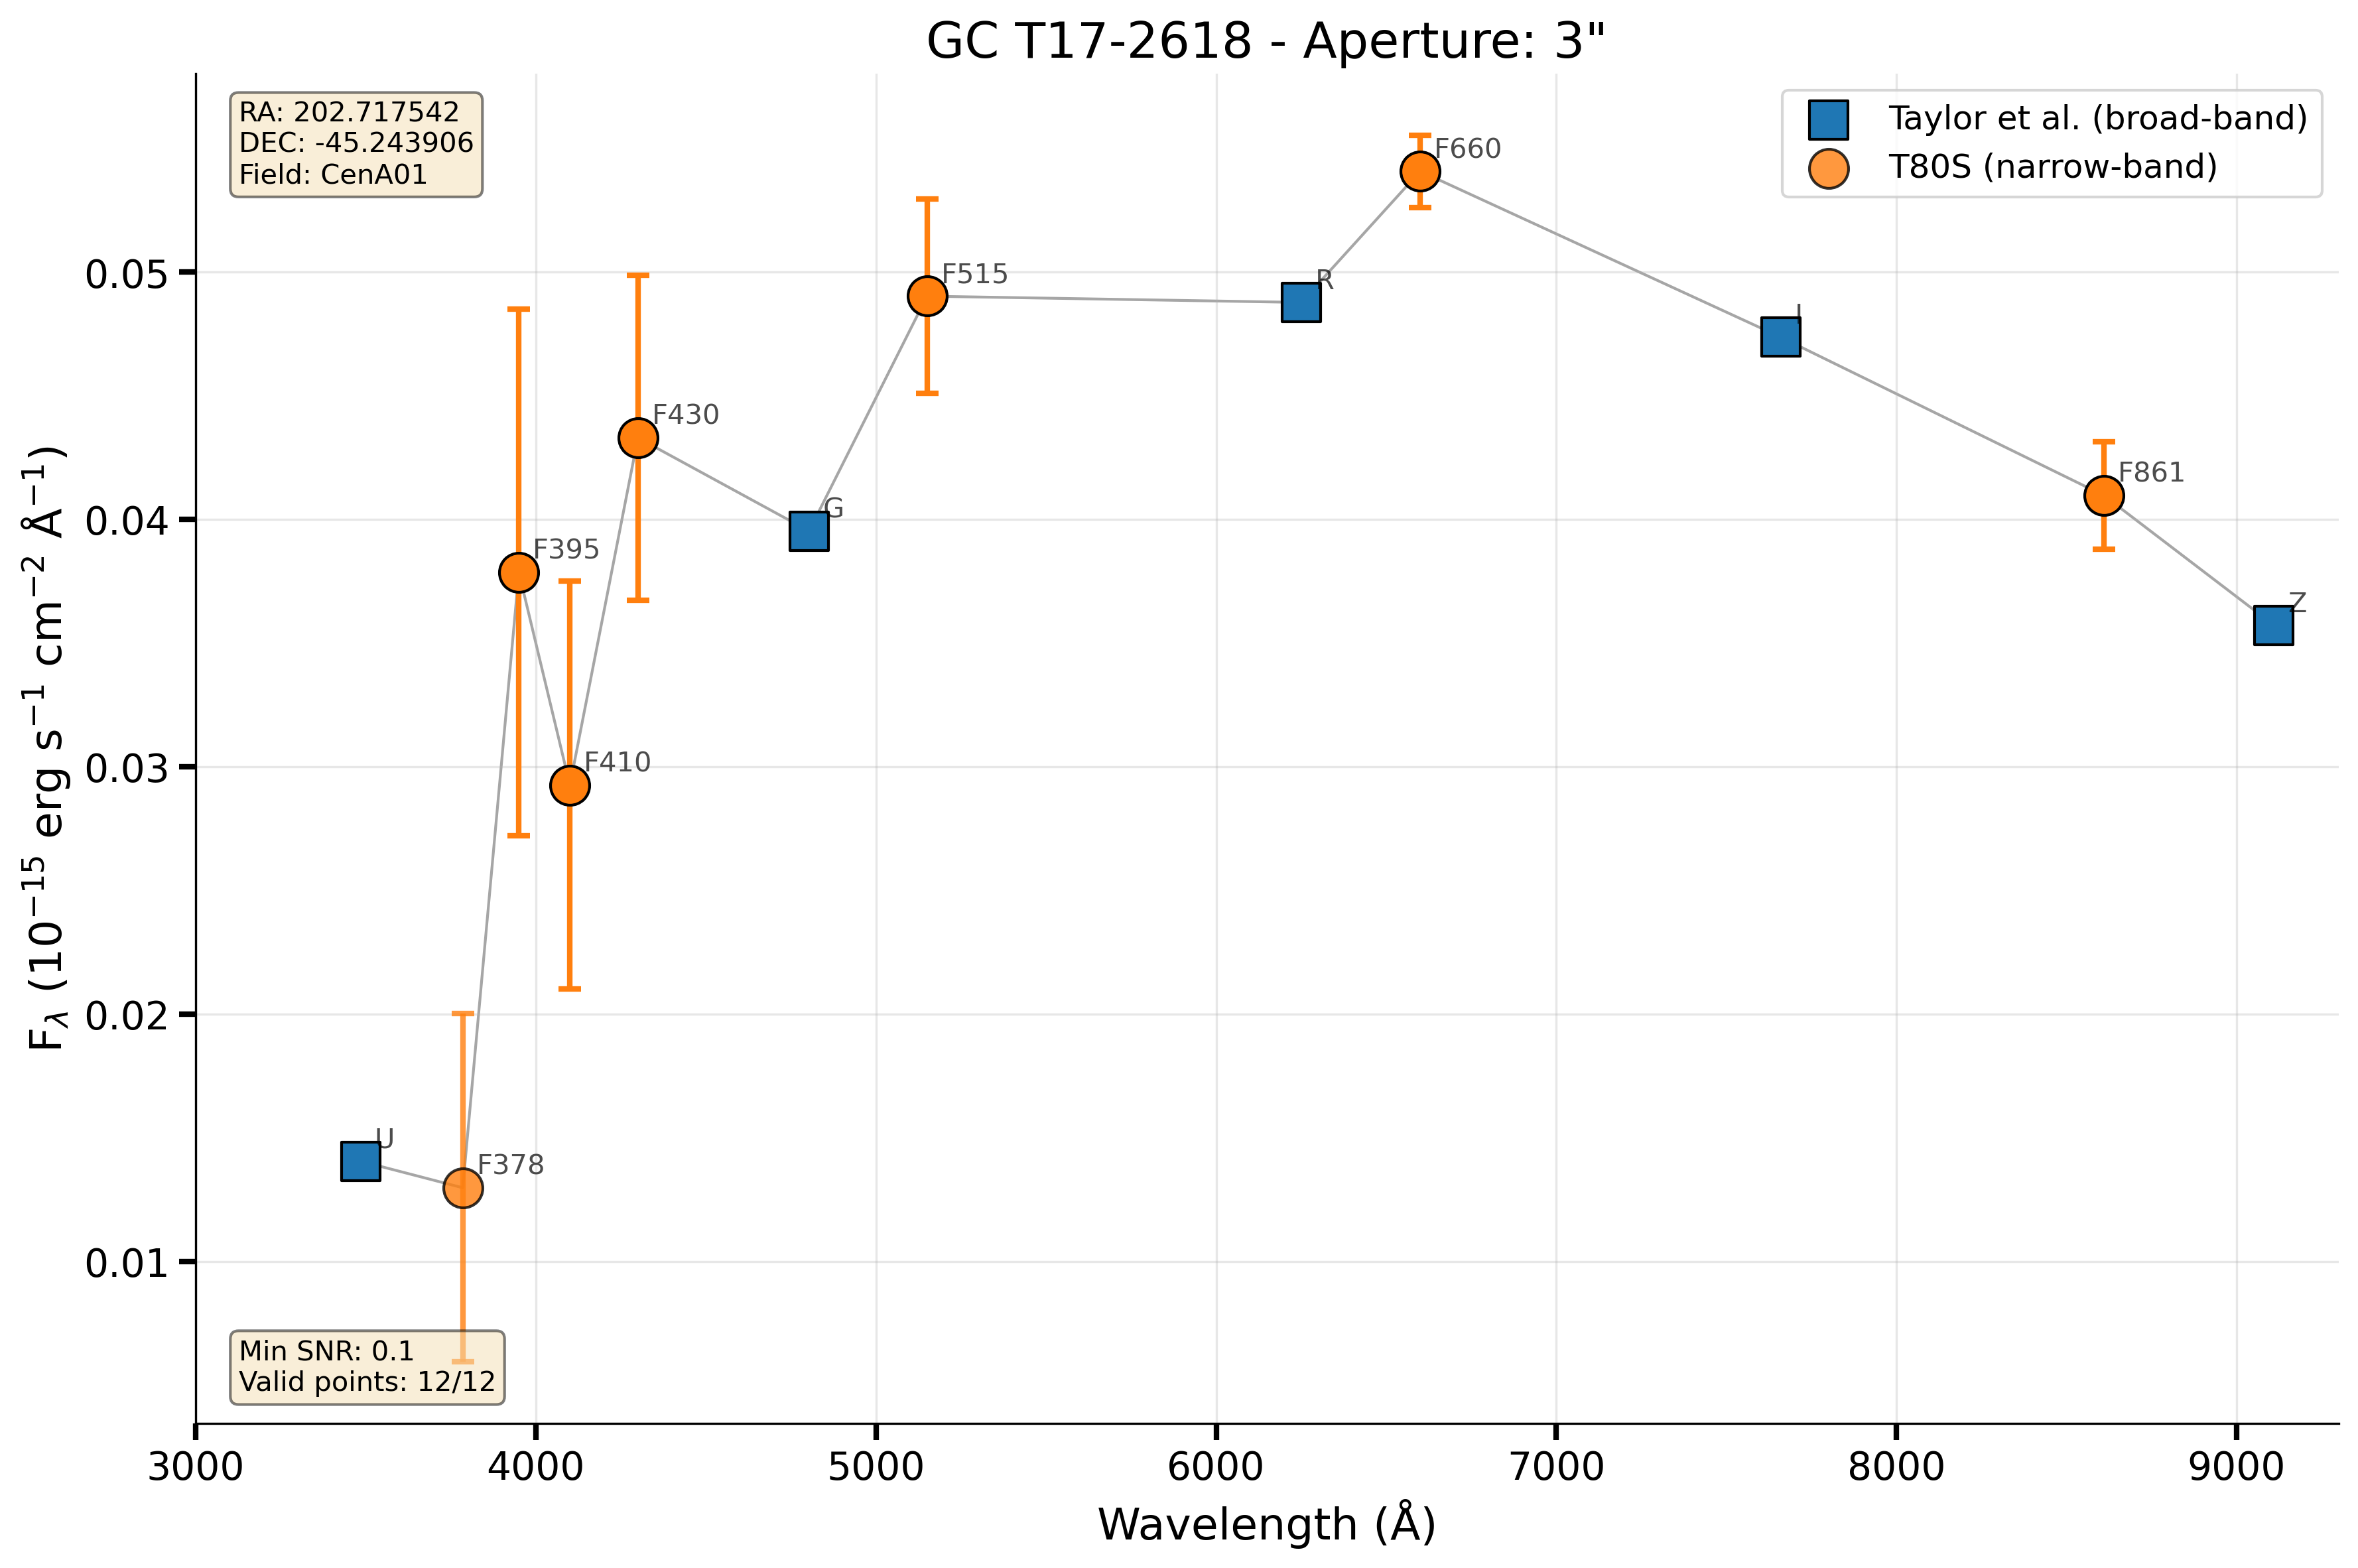 GC T17-2618 - Aperture: 3"
RA: 202.717542
DEC: -45.243906
Field: CenA01
Taylor et al. (broad-band)
T80S (narrow-band)
F660
F515
R
I
F430
F861
G
F395
Z
F410
U
F378
Min SNR: 0.1
Valid points: 12/12
0.05
0.04
0.03
0.02
0.01
F_λ (10⁻¹⁵ erg s⁻¹ cm⁻² Å⁻¹)
3000 4000 5000 6000 7000 8000 9000
Wavelength (Å)